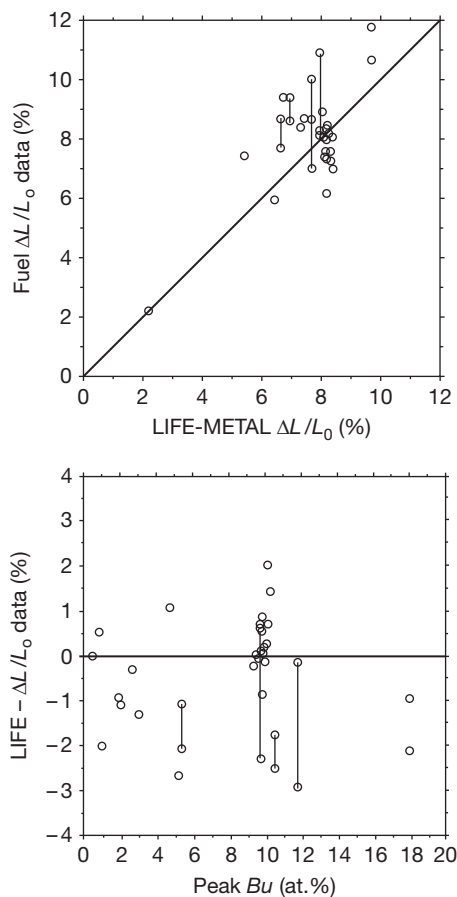 12
10
8
6
4
2
0
Fuel ΔL/Lo data (%)
0 2 4 6 8 10 12
LIFE-METAL ΔL/L0 (%)
4
3
2
1
0
−1
−2
−3
−4
LIFE – ΔL/Lo data (%)
0 2 4 6 8 10 12 14 16 18 20
Peak Bu (at.%)